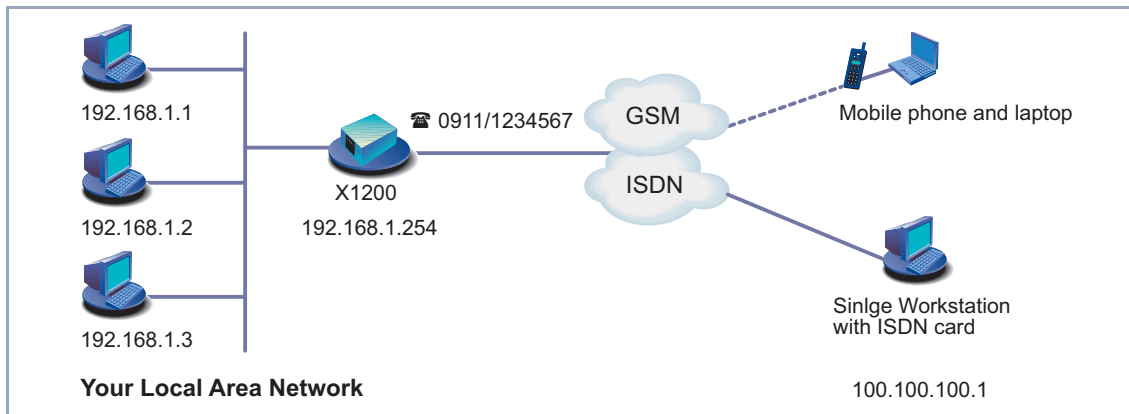 192.168.1.1
192.168.1.2
192.168.1.3
Your Local Area Network
X1200
192.168.1.254
☎ 0911/1234567
GSM
ISDN
Mobile phone and laptop
Sinlge Workstation
with ISDN card
100.100.100.1